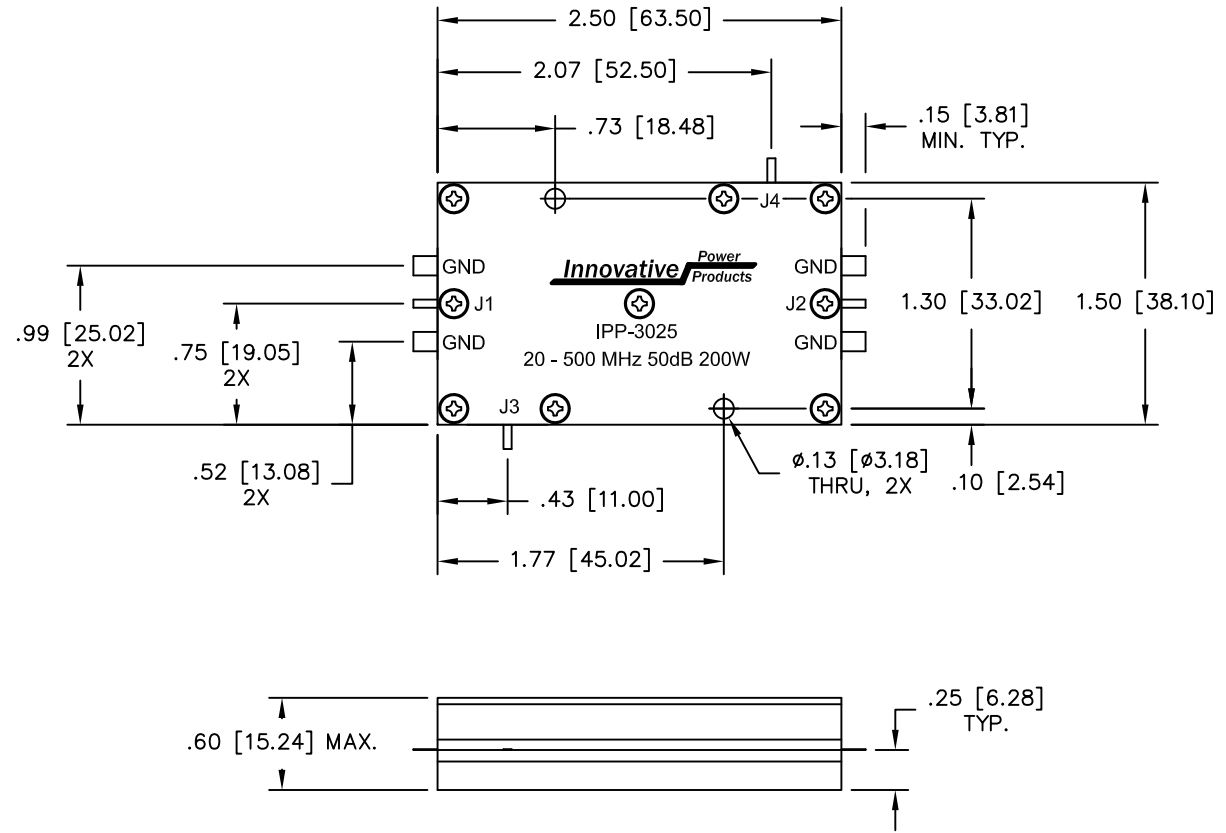 2.50 [63.50]
2.07 [52.50]
.73 [18.48]
.15 [3.81]
MIN. TYP.
J4
GND
Innovative Power Products
GND
J1
J2
1.30 [33.02]
1.50 [38.10]
.99 [25.02]
2X
.75 [19.05]
2X
IPP-3025
GND
GND
20 - 500 MHz 50dB 200W
J3
.52 [13.08]
2X
ø.13 [ø3.18]
THRU, 2X
.10 [2.54]
.43 [11.00]
1.77 [45.02]
.60 [15.24] MAX.
.25 [6.28]
TYP.